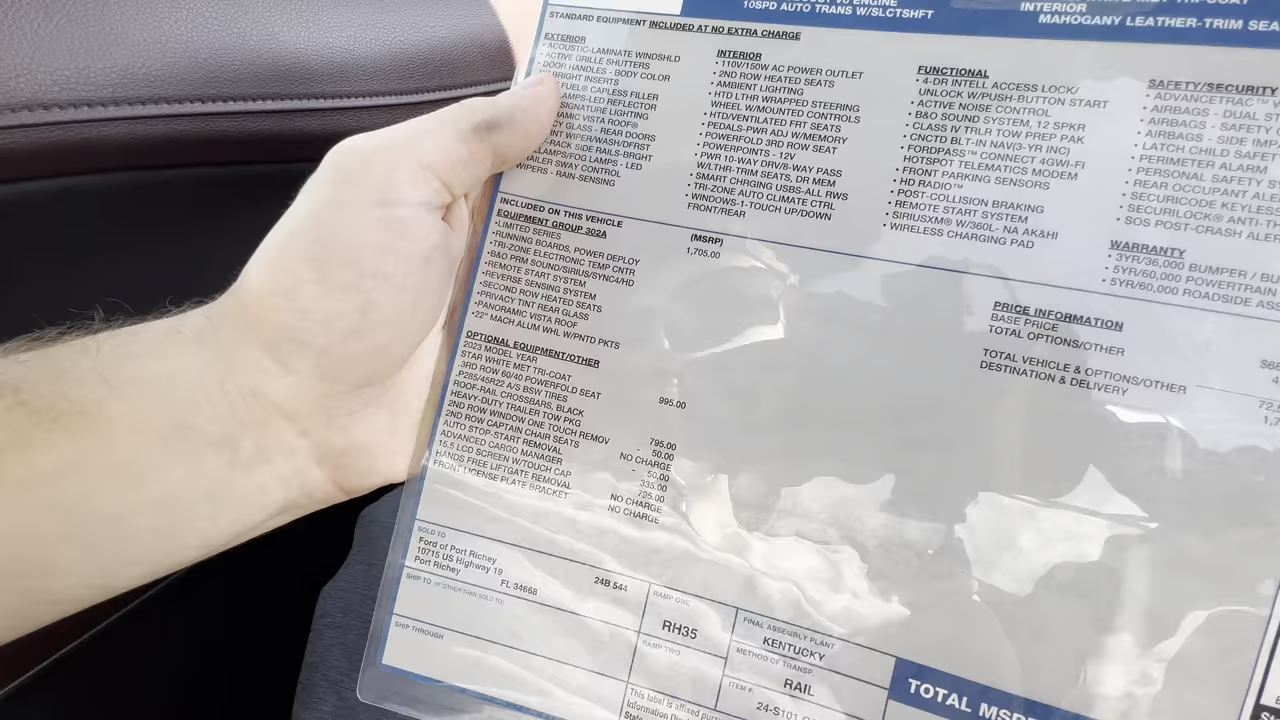 10SPD AUTO TRANS W/SLCTSHFT
INTERIOR
MAHOGANY LEATHER-TRIM
STANDARD EQUIPMENT INCLUDED AT NO EXTRA CHARGE
EXTERIOR
• ACOUSTIC-LAMINATE WINDSHLD
• ACTIVE GRILLE SHUTTERS
• DOOR HANDLES - BODY COLOR
BRIGHT INSERTS
FUEL® CAPLESS FILLER
LAMPS-LED REFLECTOR
SIGNATURE LIGHTING
VISTA ROOF®
GLASS - REAR DOORS
WIPER/WASH/DFRST
-RACK SIDE RAILS-BRGHT
LAMPS/FOG LAMPS - LED
SWAY CONTROL
WIPERS - RAIN-SENSING
INTERIOR
• 110V/150W AC POWER OUTLET
• 2ND ROW HEATED SEATS
• AMBIENT LIGHTING
• HTD LTHR WRAPPED STEERING
WHEEL W/MOUNTED CONTROLS
• HTD/VENTILATED FRT SEATS
• PEDALS-PWR ADJ W/MEMORY
• POWERFOLD 3RD ROW SEAT
• POWERPOINTS - 12V
• PWR 10-WAY DRV/8-WAY PASS
W/LTHR-TRIM SEATS, DR MEM
• SMART CHRGING USBS-ALL RWS
• TRI-ZONE AUTO CLIMATE CTRL
• WINDOWS-1-TOUCH UP/DOWN
FRONT/REAR
FUNCTIONAL
• 4-DR INTELL ACCESS LOCK/
UNLOCK W/PUSH-BUTTON START
• ACTIVE NOISE CONTROL
• B&O SOUND SYSTEM, 12 SPKR
• CLASS IV TRLR TOW PREP PAK
• CNCTD BLT-IN NAV(3-YR INC)
• FORDPASS™ CONNECT 4GWI-FI
HOTSPOT TELEMATICS MODEM
• FRONT PARKING SENSORS
• HD RADIO™
• POST-COLLISION BRAKING
• REMOTE START SYSTEM
• SIRIUSXM® W/360L- NA AK&HI
• WIRELESS CHARGING PAD
SAFETY/SECURITY
• ADVANCETRAC™
• AIRBAGS - DUAL
• AIRBAGS - SAFETY
• AIRBAGS - SIDE
• LATCH CHILD
• PERIMETER ALARM
• PERSONAL SAFETY
• REAR OCCUPANT
• SECURICODE
• SECURILOCK®
• SOS POST-CRASH
WARRANTY
• 3YR/36,000 BUMPER /
• 5YR/60,000 POWERTRAIN
• 5YR/60,000 ROADSIDE
INCLUDED ON THIS VEHICLE
(MSRP)
EQUIPMENT GROUP 302A 1,705.00
•LIMITED SERIES
•RUNNING BOARDS, POWER DEPLOY
•TRI-ZONE ELECTRONIC TEMP CNTR
•B&O PRM SOUND/SIRIUS/SYNC4/HD
•REMOTE START SYSTEM
•REVERSE SENSING SYSTEM
•SECOND ROW HEATED SEATS
•PRIVACY TINT REAR GLASS
•PANORAMIC VISTA ROOF
•22" MACH ALUM WHL W/PNTD PKTS
OPTIONAL EQUIPMENT/OTHER
2023 MODEL YEAR
STAR WHITE MET TRI-COAT 995.00
.3RD ROW 60/40 POWERFOLD SEAT
.P285/45R22 A/S BSW TIRES
ROOF-RAIL CROSSBARS, BLACK
HEAVY-DUTY TRAILER TOW PKG 795.00
2ND ROW WINDOW ONE TOUCH REMOV - 50.00
2ND ROW CAPTAIN CHAIR SEATS NO CHARGE
AUTO STOP-START REMOVAL - 50.00
ADVANCED CARGO MANAGER 335.00
15.5 LCD SCREEN W/TOUCH CAP 795.00
HANDS FREE LIFTGATE REMOVAL NO CHARGE
FRONT LICENSE PLATE BRACKET NO CHARGE
PRICE INFORMATION
BASE PRICE
TOTAL OPTIONS/OTHER
TOTAL VEHICLE & OPTIONS/OTHER
DESTINATION & DELIVERY
SOLD TO
Ford of Port Richey
10715 US Highway 19
Port Richey FL 34668
24B 544
SHIP TO (IF OTHER THAN SOLD TO)
SHIP THROUGH
RAMP ONE
RH35
RAMP TWO
FINAL ASSEMBLY PLANT
KENTUCKY
METHOD OF TRANSP.
RAIL
ITEM #:
24-S101
This label is affixed
TOTAL